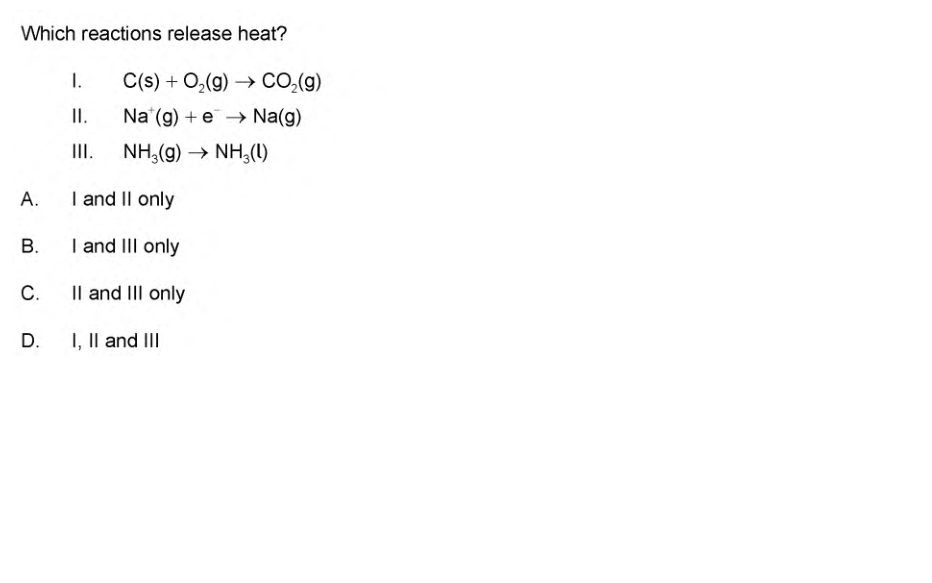 Which reactions release heat?
I. C(s) + O₂(g) → CO₂(g)
II. Na⁺(g) + e⁻ → Na(g)
III. NH₃(g) → NH₃(l)
A. I and II only
B. I and III only
C. II and III only
D. I, II and III